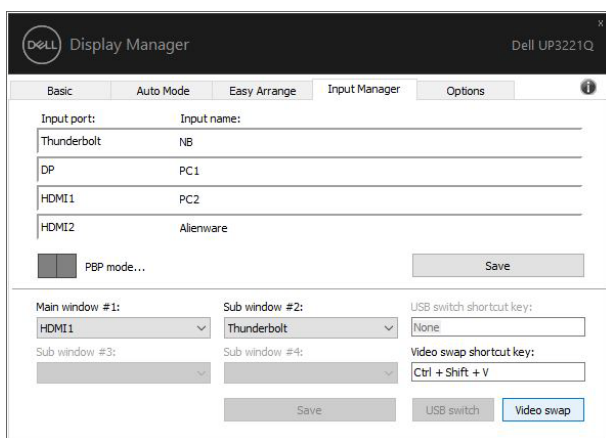 DELL Display Manager Dell UP3221Q
Basic Auto Mode Easy Arrange Input Manager Options
Input port: Input name:
Thunderbolt NB
DP PC1
HDMI1 PC2
HDMI2 Alienware
PBP mode... Save
Main window #1: Sub window #2: USB switch shortcut key:
HDMI1 Thunderbolt None
Sub window #3: Sub window #4: Video swap shortcut key:
Ctrl + Shift + V
Save USB switch Video swap